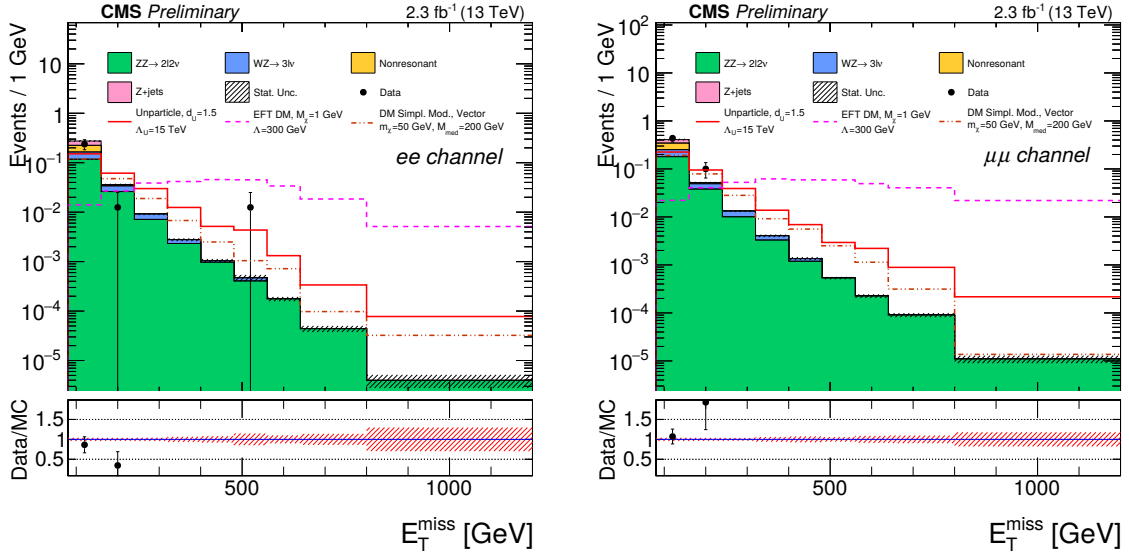 CMS Preliminary 2.3 fb⁻¹ (13 TeV)
Events / 1 GeV
10
1
10⁻¹
10⁻²
10⁻³
10⁻⁴
10⁻⁵
ZZ→ 2l2ν WZ→ 3lν Nonresonant
Z+jets Stat. Unc. Data
Unparticle, d_U=1.5 EFT DM, M_χ=1 GeV DM Simpl. Mod., Vector
Λ_U=15 TeV Λ=300 GeV m_χ=50 GeV, M_med=200 GeV
ee channel
Data/MC
1.5
1
0.5
500 1000
E_T^miss [GeV]
CMS Preliminary 2.3 fb⁻¹ (13 TeV)
Events / 1 GeV
10²
10
1
10⁻¹
10⁻²
10⁻³
10⁻⁴
10⁻⁵
ZZ→ 2l2ν WZ→ 3lν Nonresonant
Z+jets Stat. Unc. Data
Unparticle, d_U=1.5 EFT DM, M_χ=1 GeV DM Simpl. Mod., Vector
Λ_U=15 TeV Λ=300 GeV m_χ=50 GeV, M_med=200 GeV
μμ channel
Data/MC
1.5
1
0.5
500 1000
E_T^miss [GeV]